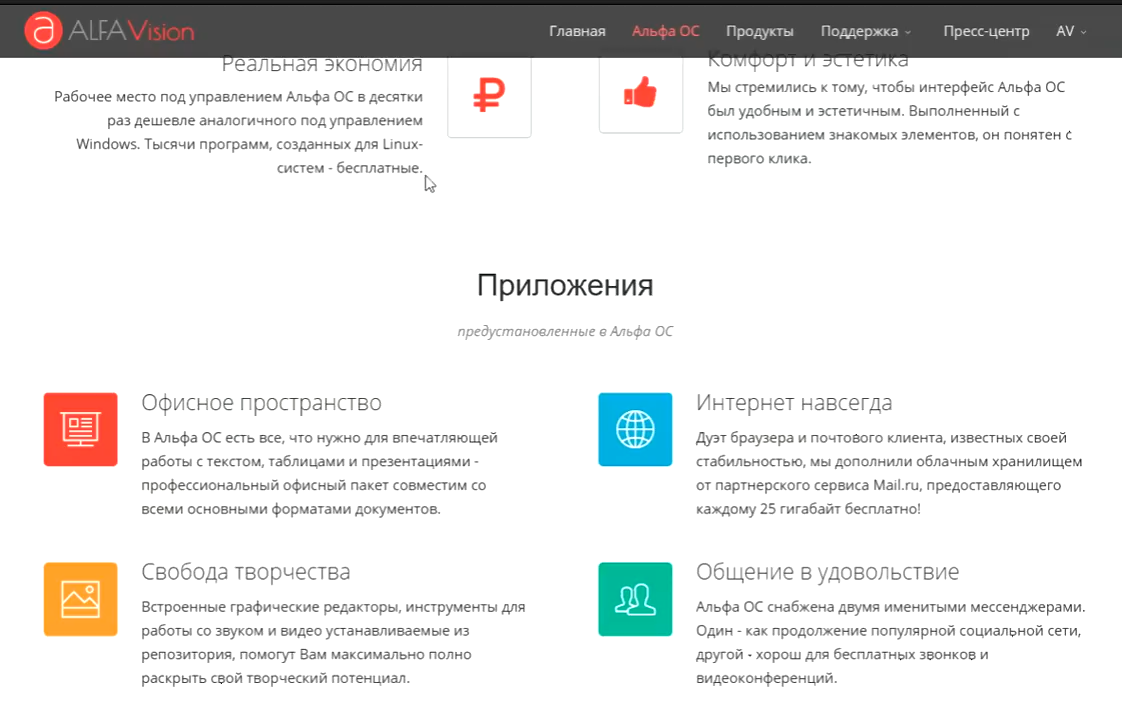 ALFAVision
Главная Альфа ОС Продукты Поддержка Пресс-центр AV
Реальная экономия
Рабочее место под управлением Альфа ОС в десятки
раз дешевле аналогичного под управлением
Windows. Тысячи программ, созданных для Linux-
систем - бесплатные.
Комфорт и эстетика
Мы стремились к тому, чтобы интерфейс Альфа ОС
был удобным и эстетичным. Выполненный с
использованием знакомых элементов, он понятен с
первого клика.
Приложения
предустановленные в Альфа ОС
Офисное пространство
В Альфа ОС есть все, что нужно для впечатляющей
работы с текстом, таблицами и презентациями -
профессиональный офисный пакет совместим со
всеми основными форматами документов.
Интернет навсегда
Дуэт браузера и почтового клиента, известных своей
стабильностью, мы дополнили облачным хранилищем
от партнерского сервиса Mail.ru, предоставляющего
каждому 25 гигабайт бесплатно!
Свобода творчества
Встроенные графические редакторы, инструменты для
работы со звуком и видео устанавливаемые из
репозитория, помогут Вам максимально полно
раскрыть свой творческий потенциал.
Общение в удовольствие
Альфа ОС снабжена двумя именитыми мессенджерами.
Один - как продолжение популярной социальной сети,
другой - хорош для бесплатных звонков и
видеоконференций.